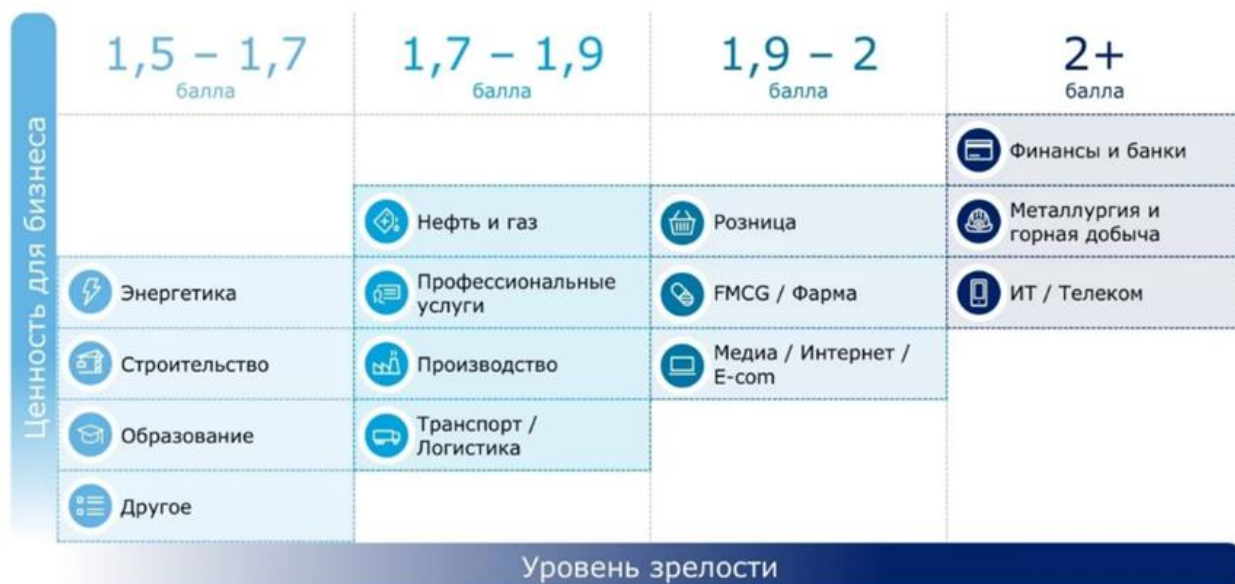 Ценность для бизнеса
1,5 – 1,7
балла
1,7 – 1,9
балла
1,9 – 2
балла
2+
балла
Энергетика
Строительство
Образование
Другое
Нефть и газ
Профессиональные
услуги
Производство
Транспорт /
Логистика
Розница
FMCG / Фарма
Медиа / Интернет /
E-com
Финансы и банки
Металлургия и
горная добыча
ИТ / Телеком
Уровень зрелости